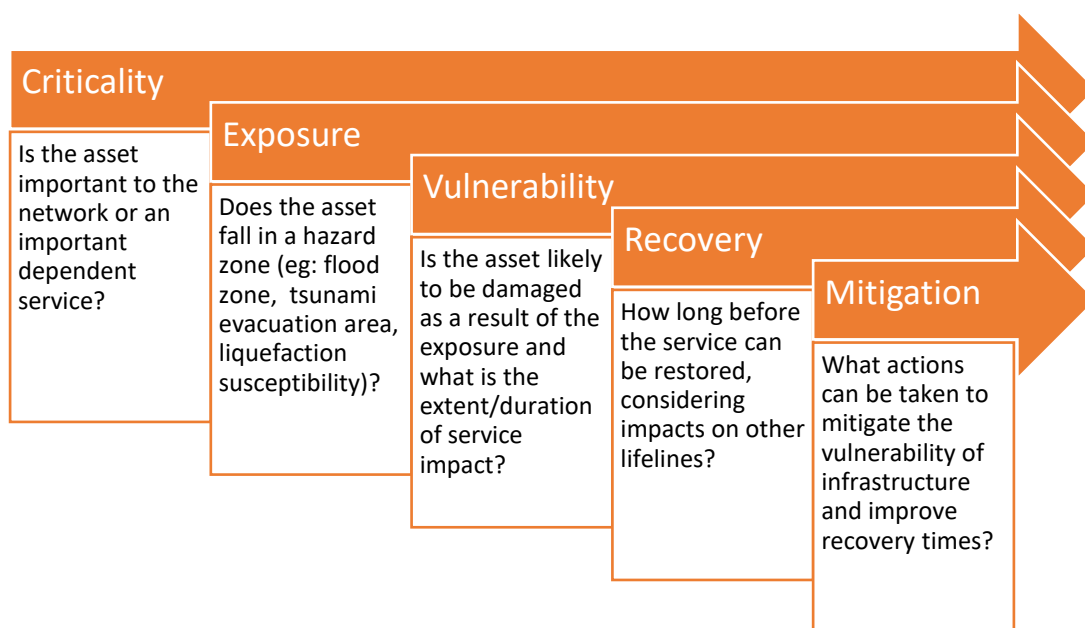 Criticality
Is the asset
important to the
network or an
important
dependent
service?
Exposure
Does the asset
fall in a hazard
zone (eg: flood
zone, tsunami
evacuation area,
liquefaction
susceptibility)?
Vulnerability
Is the asset likely
to be damaged
as a result of the
exposure and
what is the
extent/duration
of service
impact?
Recovery
How long before
the service can
be restored,
considering
impacts on other
lifelines?
Mitigation
What actions
can be taken to
mitigate the
vulnerability of
infrastructure
and improve
recovery times?